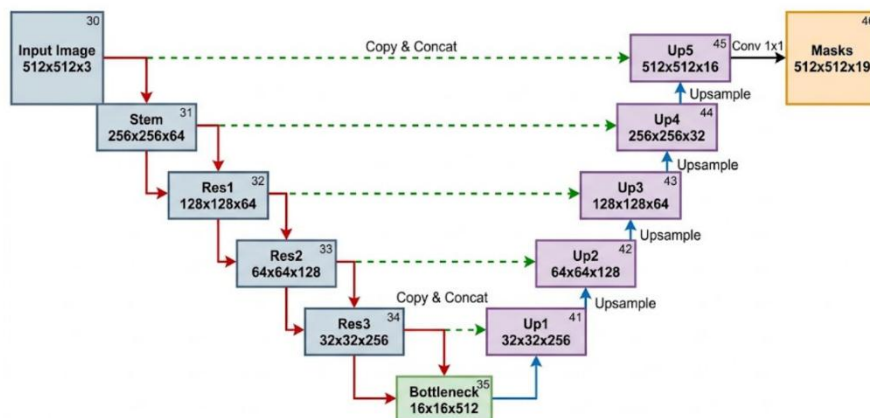 30
Input Image
512x512x3
Copy & Concat
45
Up5
512x512x16
Conv 1x1
46
Masks
512x512x19
Upsample
31
Stem
256x256x64
44
Up4
256x256x32
Upsample
32
Res1
128x128x64
43
Up3
128x128x64
Upsample
33
Res2
64x64x128
42
Up2
64x64x128
Upsample
Copy & Concat
34
Res3
32x32x256
41
Up1
32x32x256
35
Bottleneck
16x16x512